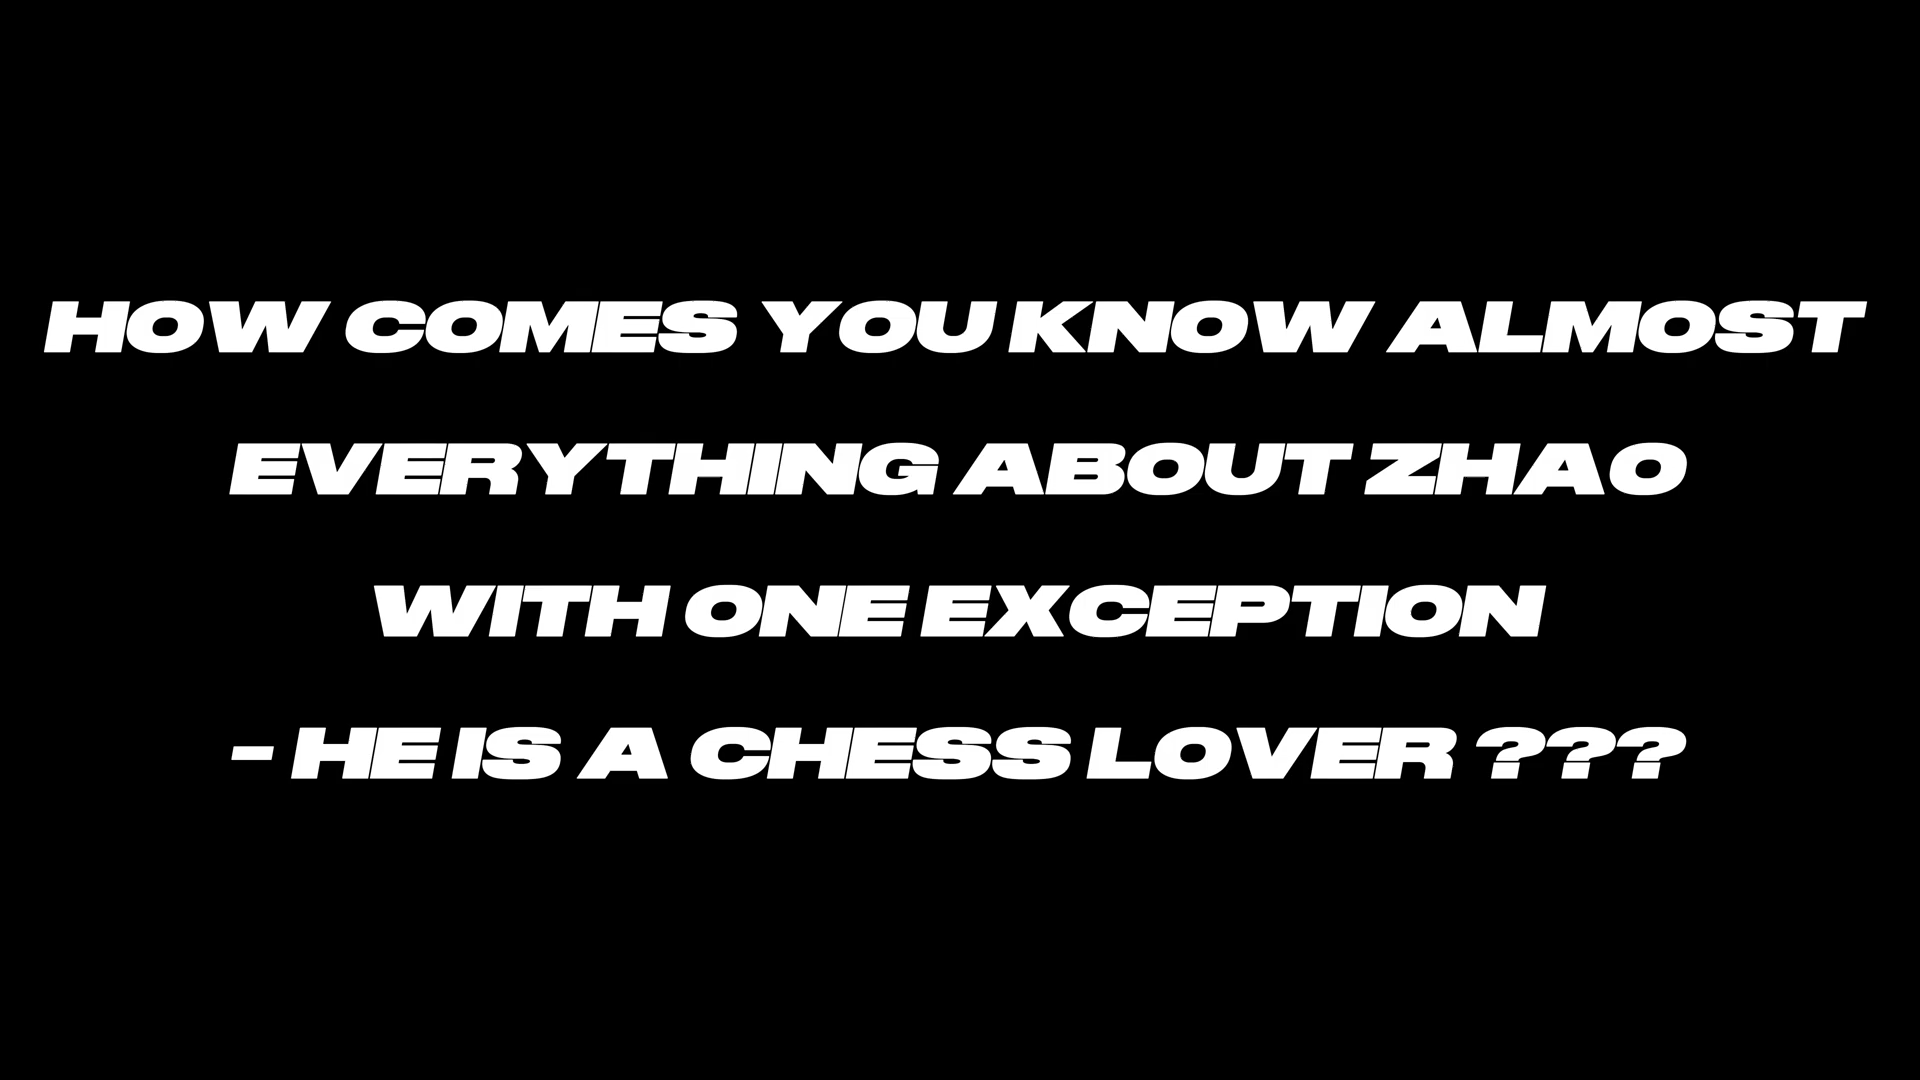 HOW COMES YOU KNOW ALMOST
EVERYTHING ABOUT ZHAO
WITH ONE EXCEPTION
- HE IS A CHESS LOVER ???